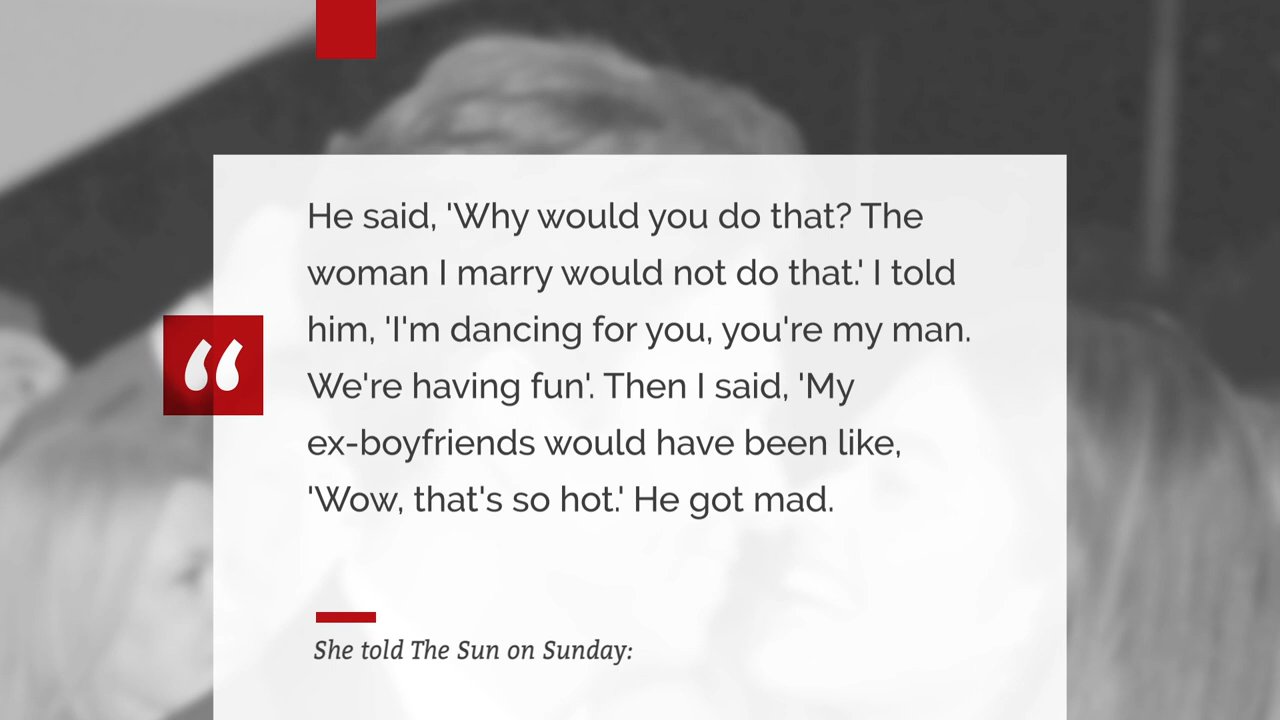 He said, 'Why would you do that? The
woman I marry would not do that.' I told
him, 'I'm dancing for you, you're my man.
We're having fun'. Then I said, 'My
ex-boyfriends would have been like,
'Wow, that's so hot.' He got mad.
She told The Sun on Sunday: